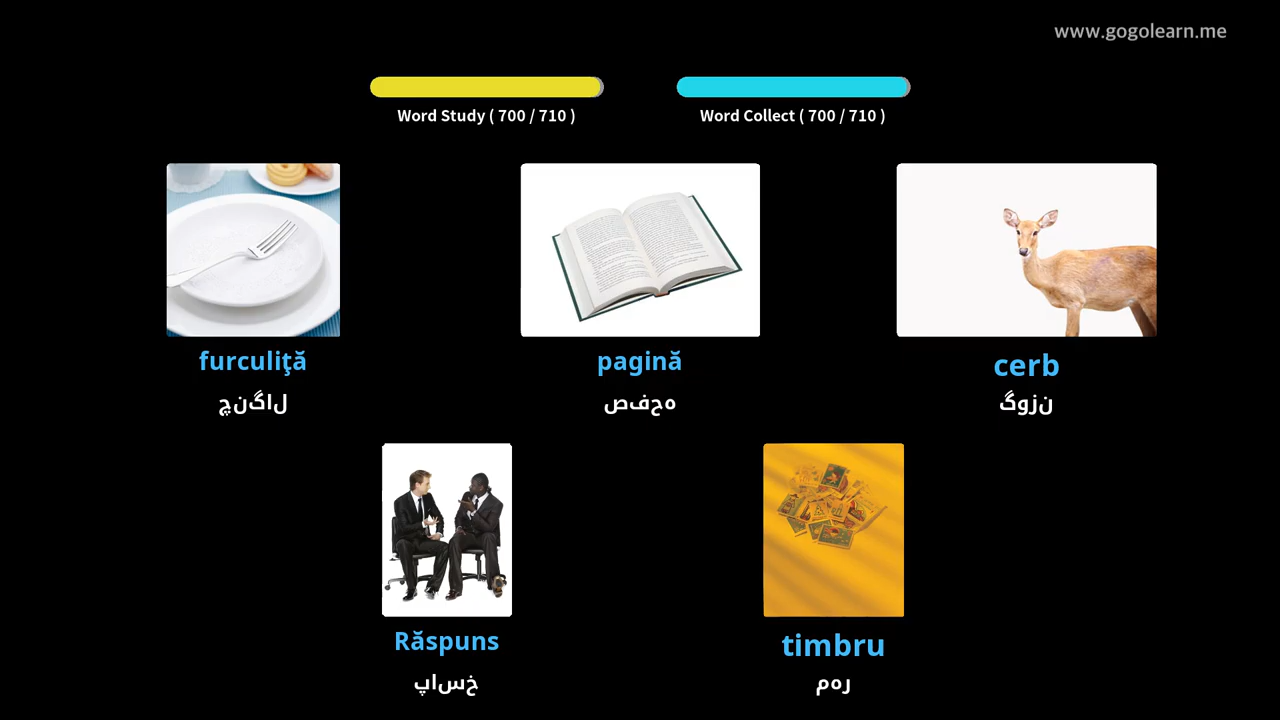 www.gogolearn.me
Word Study ( 700 / 710 )
Word Collect ( 700 / 710 )
furculiţă
لاگنچ
pagină
هحفص
cerb
نزوگ
Răspuns
خساپ
timbru
رهم